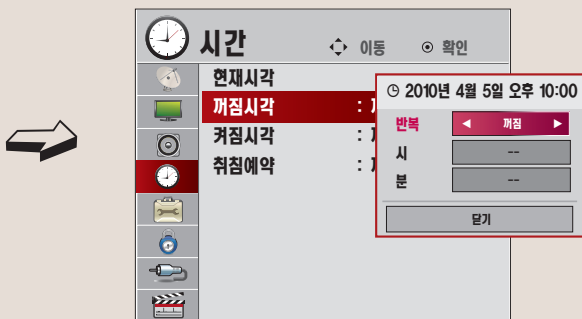 시간
이동
확인
현재시각
꺼짐시각 :
켜짐시각 :
취침예약 :
2010년 4월 5일 오후 10:00
반복 ◀ 꺼짐 ▶
시 --
분 --
닫기